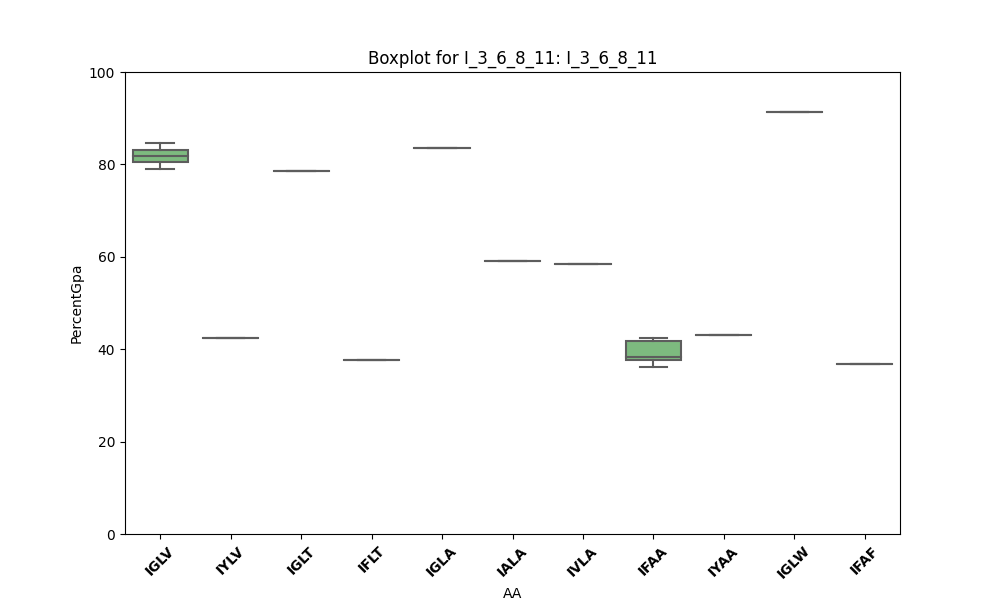 Boxplot for I_3_6_8_11: I_3_6_8_11
PercentGpa
100
80
60
40
20
0
IGLV IYLV IGLT IFLT IGLA IALA IVLA IFAA IYAA IGLW IFAF
AA